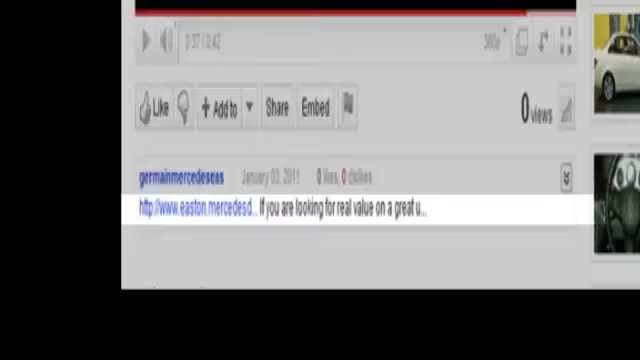 0:37 / 0:42
360p
Like
Add to
Share
Embed
0 views
germainmercedeseas
January 03, 2011
0 likes, 0 dislikes
http://www.easton.mercedesd... If you are looking for real value on a great u...